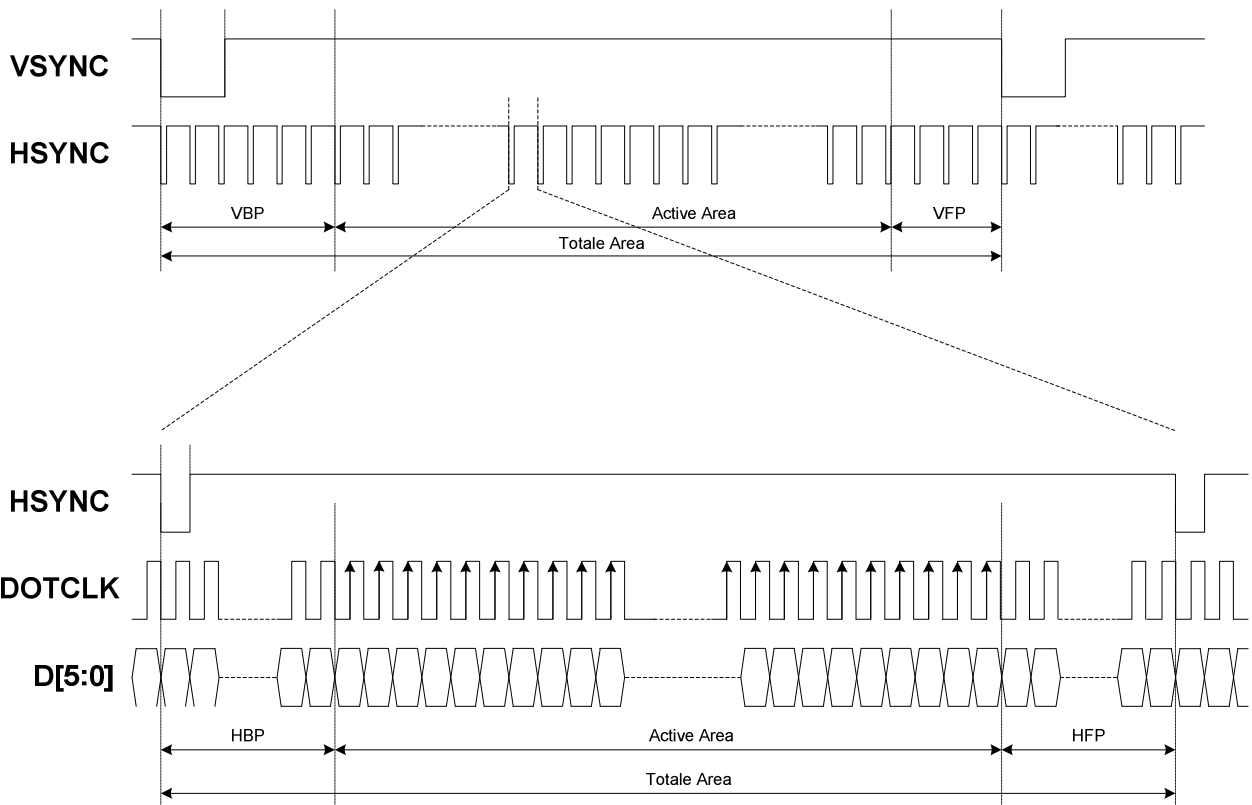 VSYNC
HSYNC
VBP
Active Area
VFP
Totale Area
HSYNC
DOTCLK
D[5:0]
HBP
Active Area
HFP
Totale Area